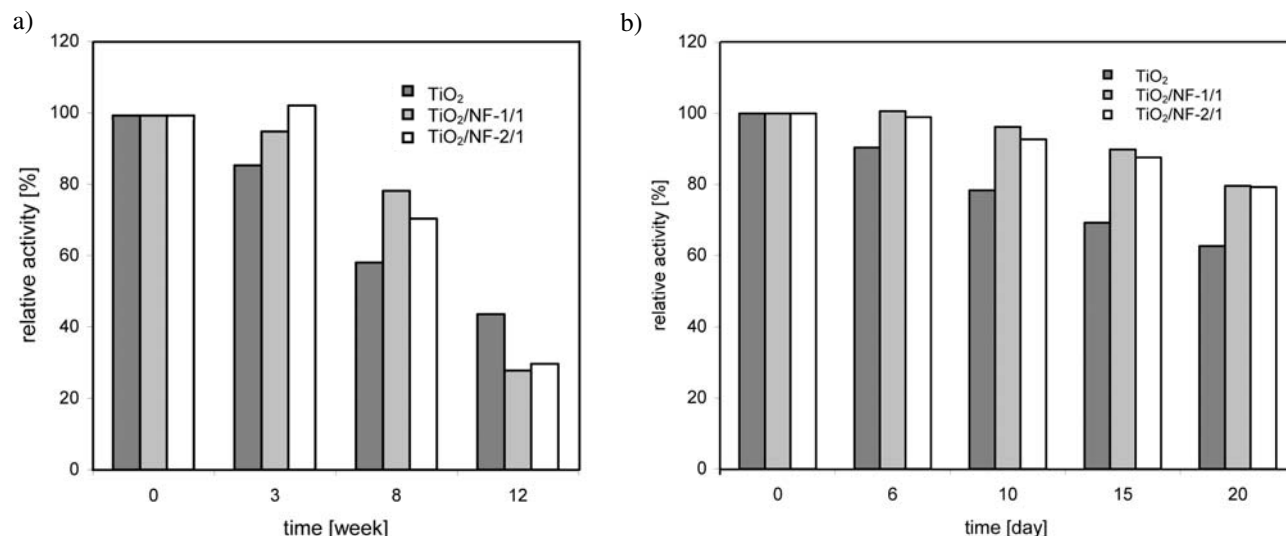 a)
120
100
80
60
40
20
0
relative activity [%]
TiO₂
TiO₂/NF-1/1
TiO₂/NF-2/1
0 3 8 12
time [week]
b)
120
100
80
60
40
20
0
relative activity [%]
TiO₂
TiO₂/NF-1/1
TiO₂/NF-2/1
0 6 10 15 20
time [day]